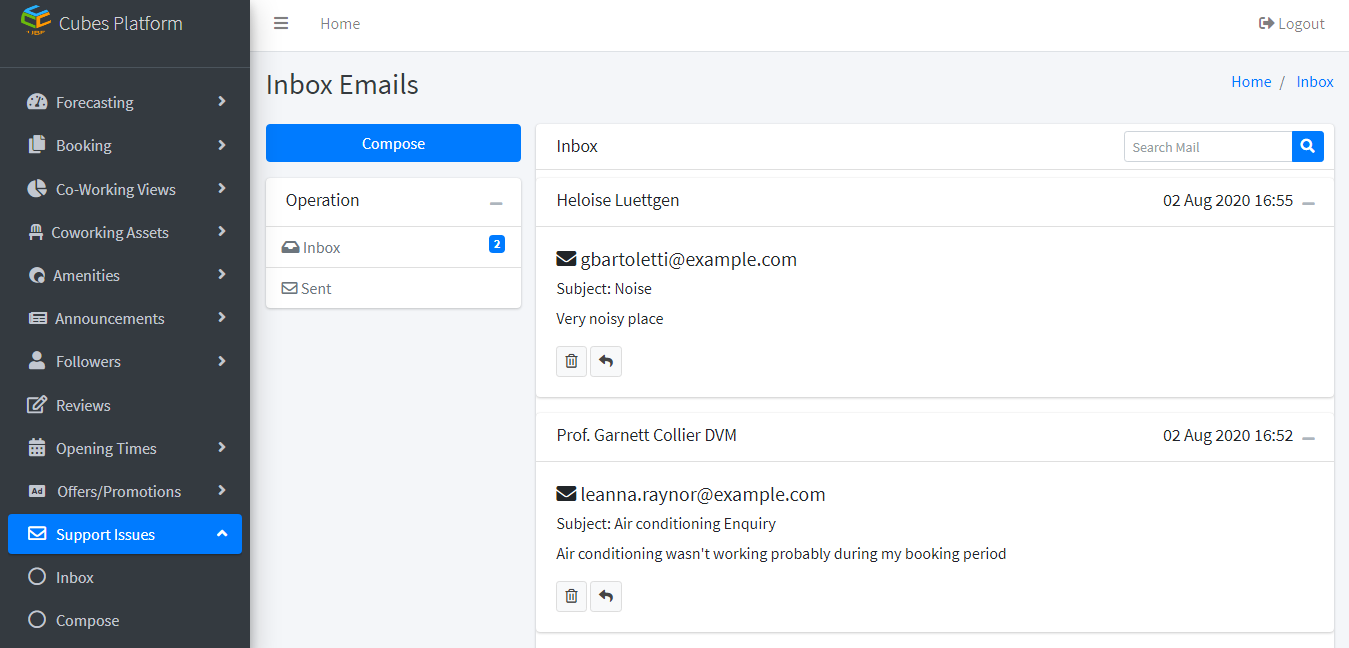 Cubes Platform
Home
Logout
Forecasting
Booking
Co-Working Views
Coworking Assets
Amenities
Announcements
Followers
Reviews
Opening Times
Ad Offers/Promotions
Support Issues
Inbox
Compose
Inbox Emails
Home / Inbox
Compose
Operation
Inbox 2
Sent
Inbox
Search Mail
Heloise Luettgen 02 Aug 2020 16:55
gbartoletti@example.com
Subject: Noise
Very noisy place
Prof. Garnett Collier DVM 02 Aug 2020 16:52
leanna.raynor@example.com
Subject: Air conditioning Enquiry
Air conditioning wasn't working probably during my booking period